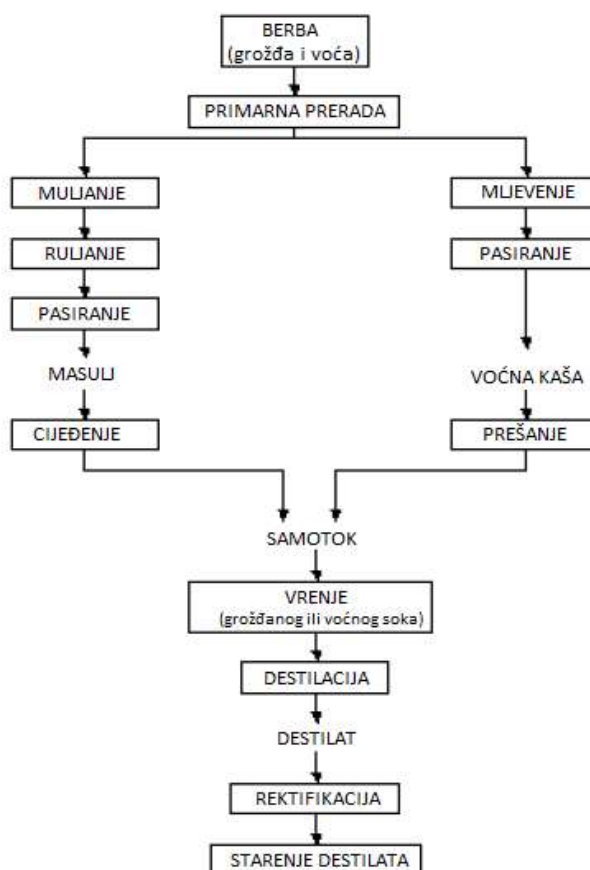 BERBA
(grožđa i voća)
PRIMARNA PRERADA
MULJANJE
MLJEVENJE
RULJANJE
PASIRANJE
PASIRANJE
MASULJ
VOĆNA KAŠA
CIJEĐENJE
PREŠANJE
SAMOTOK
VRENJE
(grožđanog ili voćnog soka)
DESTILACIJA
DESTILAT
REKTIFIKACIJA
STARENJE DESTILATA